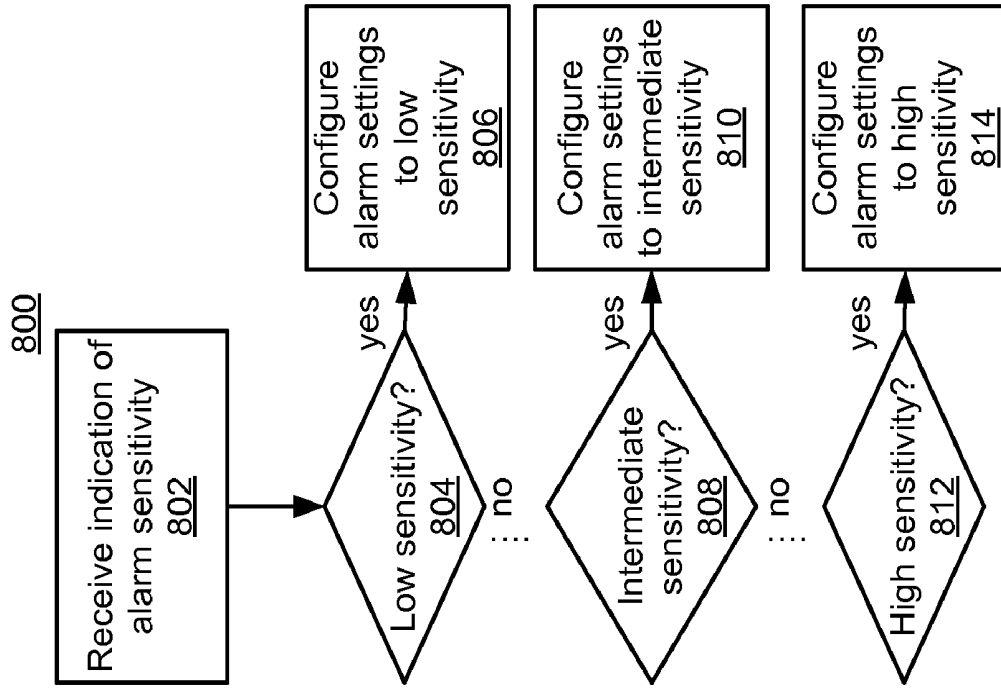 800
Receive indication of
alarm sensitivity
802
Low sensitivity?
804
yes
Configure
alarm settings
to low
sensitivity
806
no
Intermediate
sensitivity?
808
yes
Configure
alarm settings
to intermediate
sensitivity
810
no
High sensitivity?
812
yes
Configure
alarm settings
to high
sensitivity
814